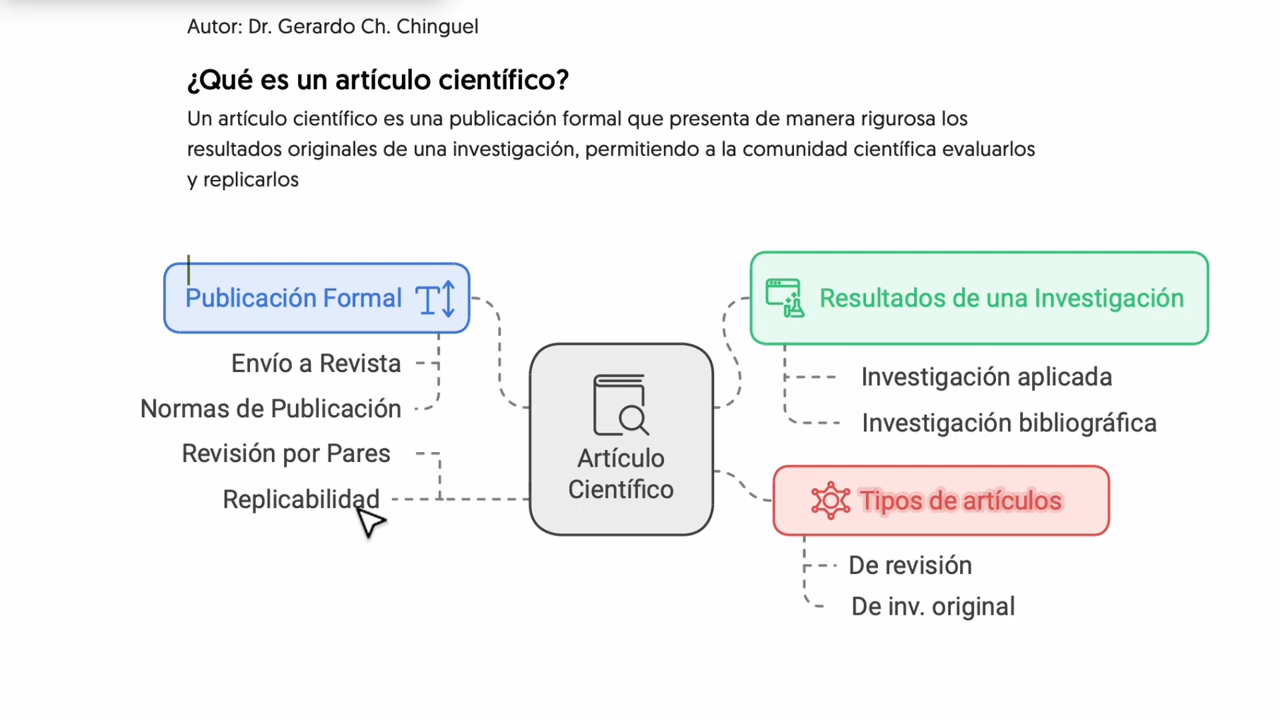 Autor: Dr. Gerardo Ch. Chinguel
¿Qué es un artículo científico?
Un artículo científico es una publicación formal que presenta de manera rigurosa los
resultados originales de una investigación, permitiendo a la comunidad científica evaluarlos
y replicarlos
Publicación Formal
Envío a Revista
Normas de Publicación
Revisión por Pares
Replicabilidad
Artículo
Científico
Resultados de una Investigación
Investigación aplicada
Investigación bibliográfica
Tipos de artículos
De revisión
De inv. original